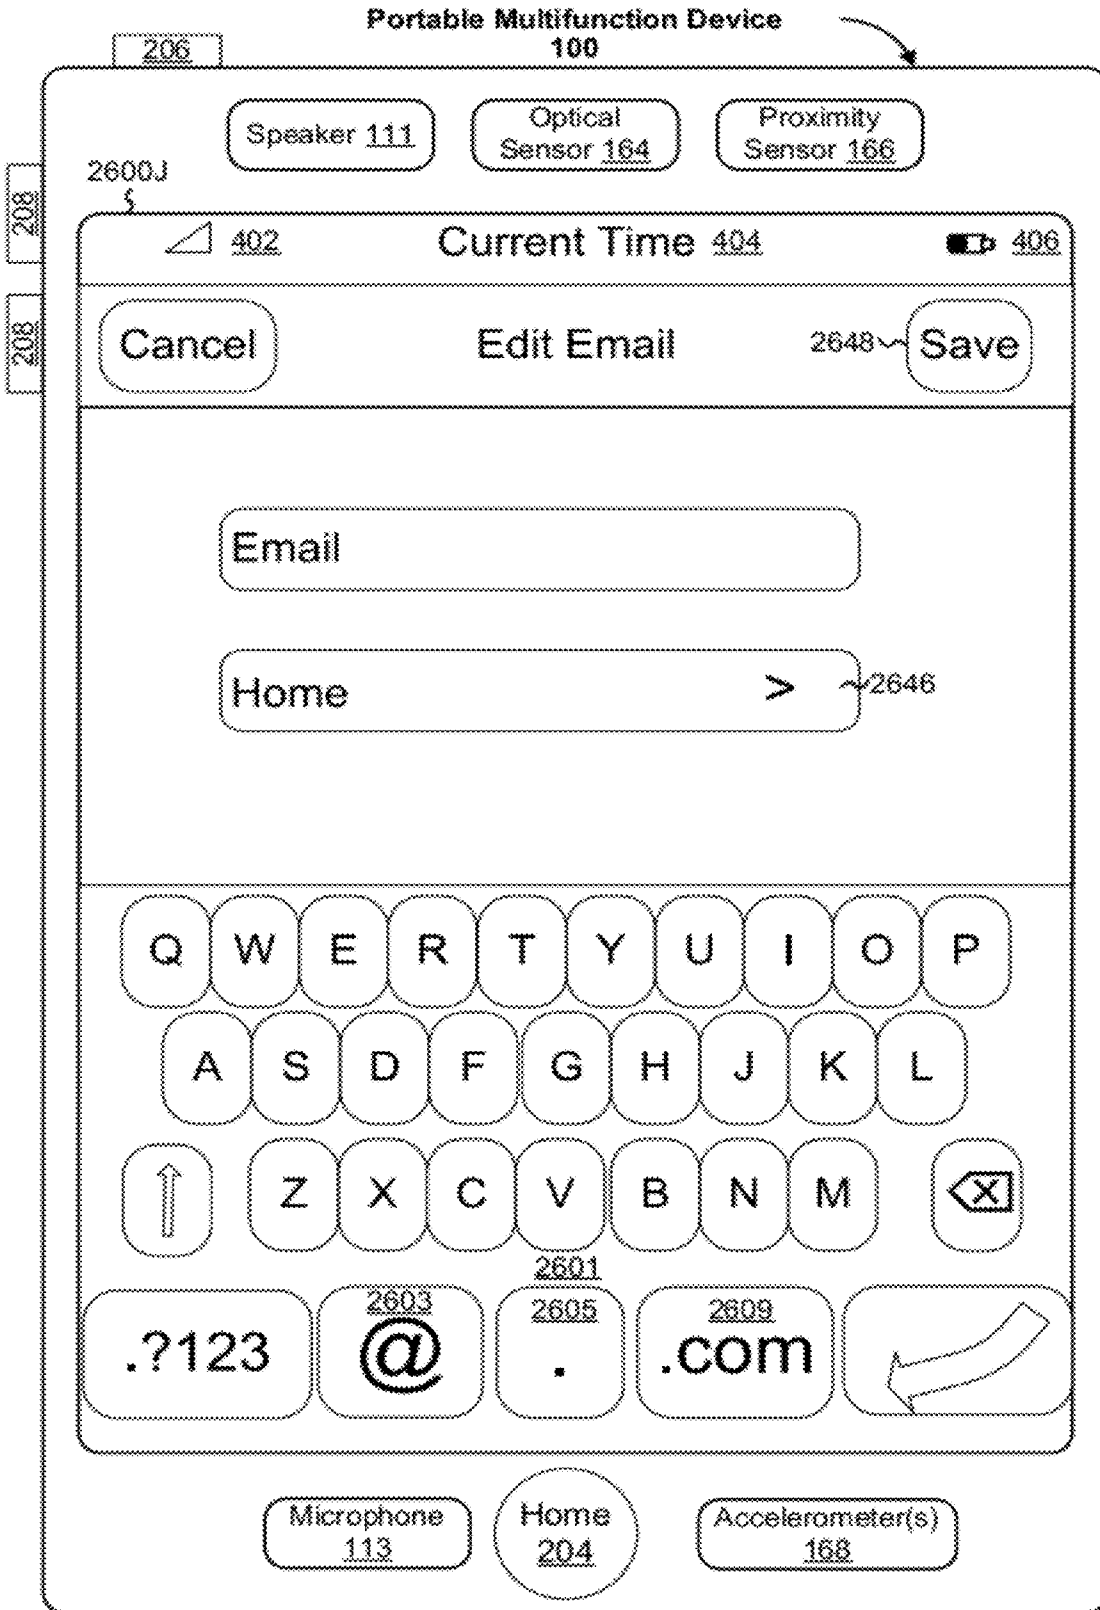 Portable Multifunction Device
100
206
Speaker 111
Optical
Sensor 164
Proximity
Sensor 166
2600J
208
208
402 Current Time 404 406
Cancel Edit Email 2648 Save
Email
Home > 2646
Q W E R T Y U I O P
A S D F G H J K L
Z X C V B N M
2601
.?123
2603
@
2605
.
2609
.com
Microphone
113
Home
204
Accelerometer(s)
168